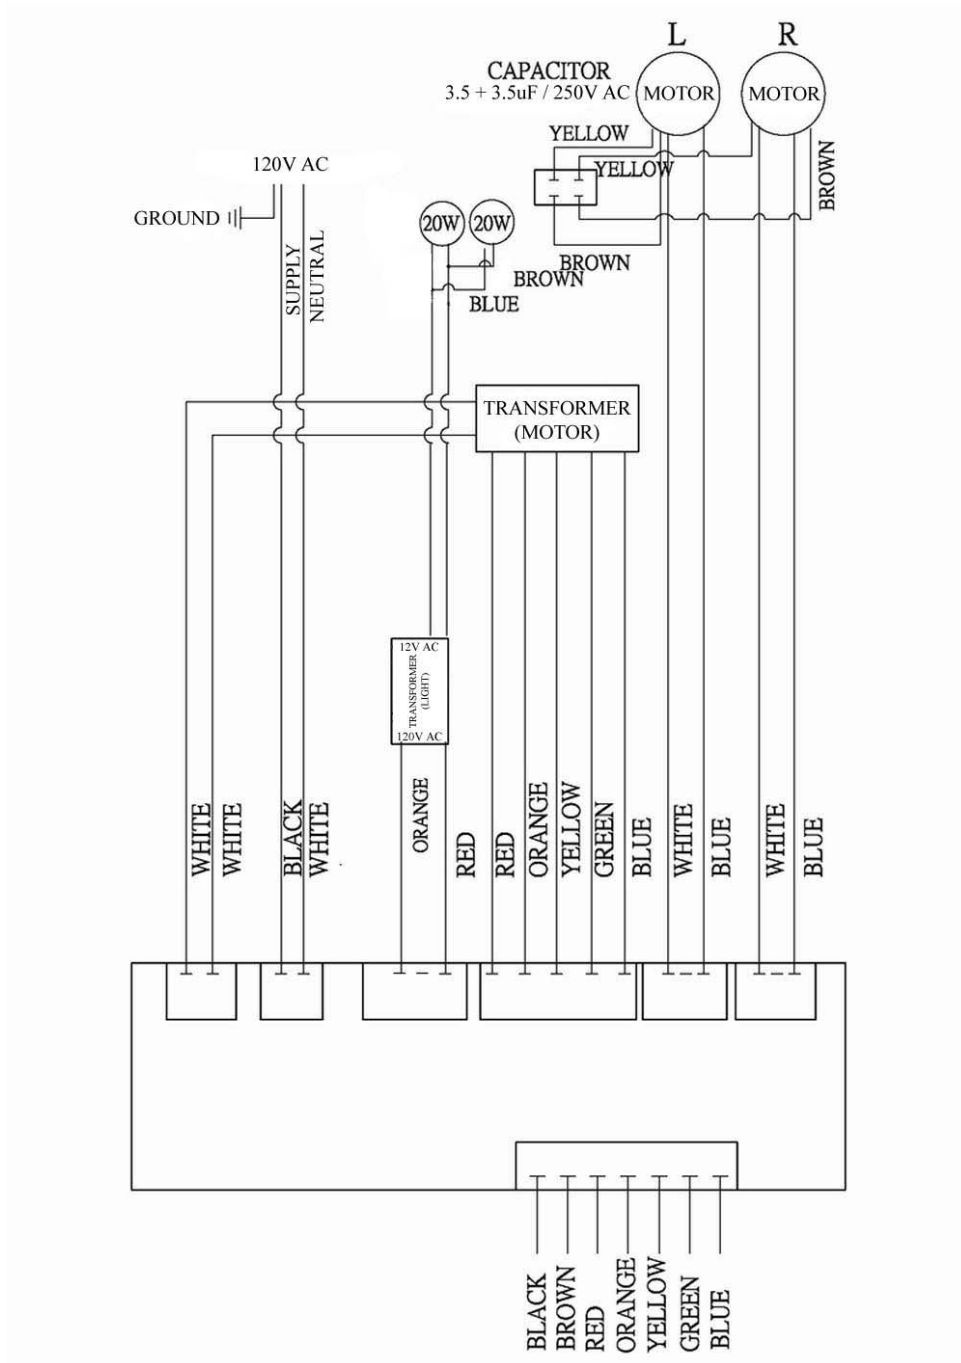 L
R
CAPACITOR
3.5 + 3.5uF / 250V AC
MOTOR
MOTOR
YELLOW
YELLOW
BROWN
120V AC
GROUND
SUPPLY
NEUTRAL
20W
20W
BROWN
BROWN
BLUE
TRANSFORMER
(MOTOR)
12V AC
TRANSFORMER
(LIGHT)
120V AC
WHITE
WHITE
BLACK
WHITE
ORANGE
RED
RED
ORANGE
YELLOW
GREEN
BLUE
WHITE
BLUE
WHITE
BLUE
BLACK
BROWN
RED
ORANGE
YELLOW
GREEN
BLUE